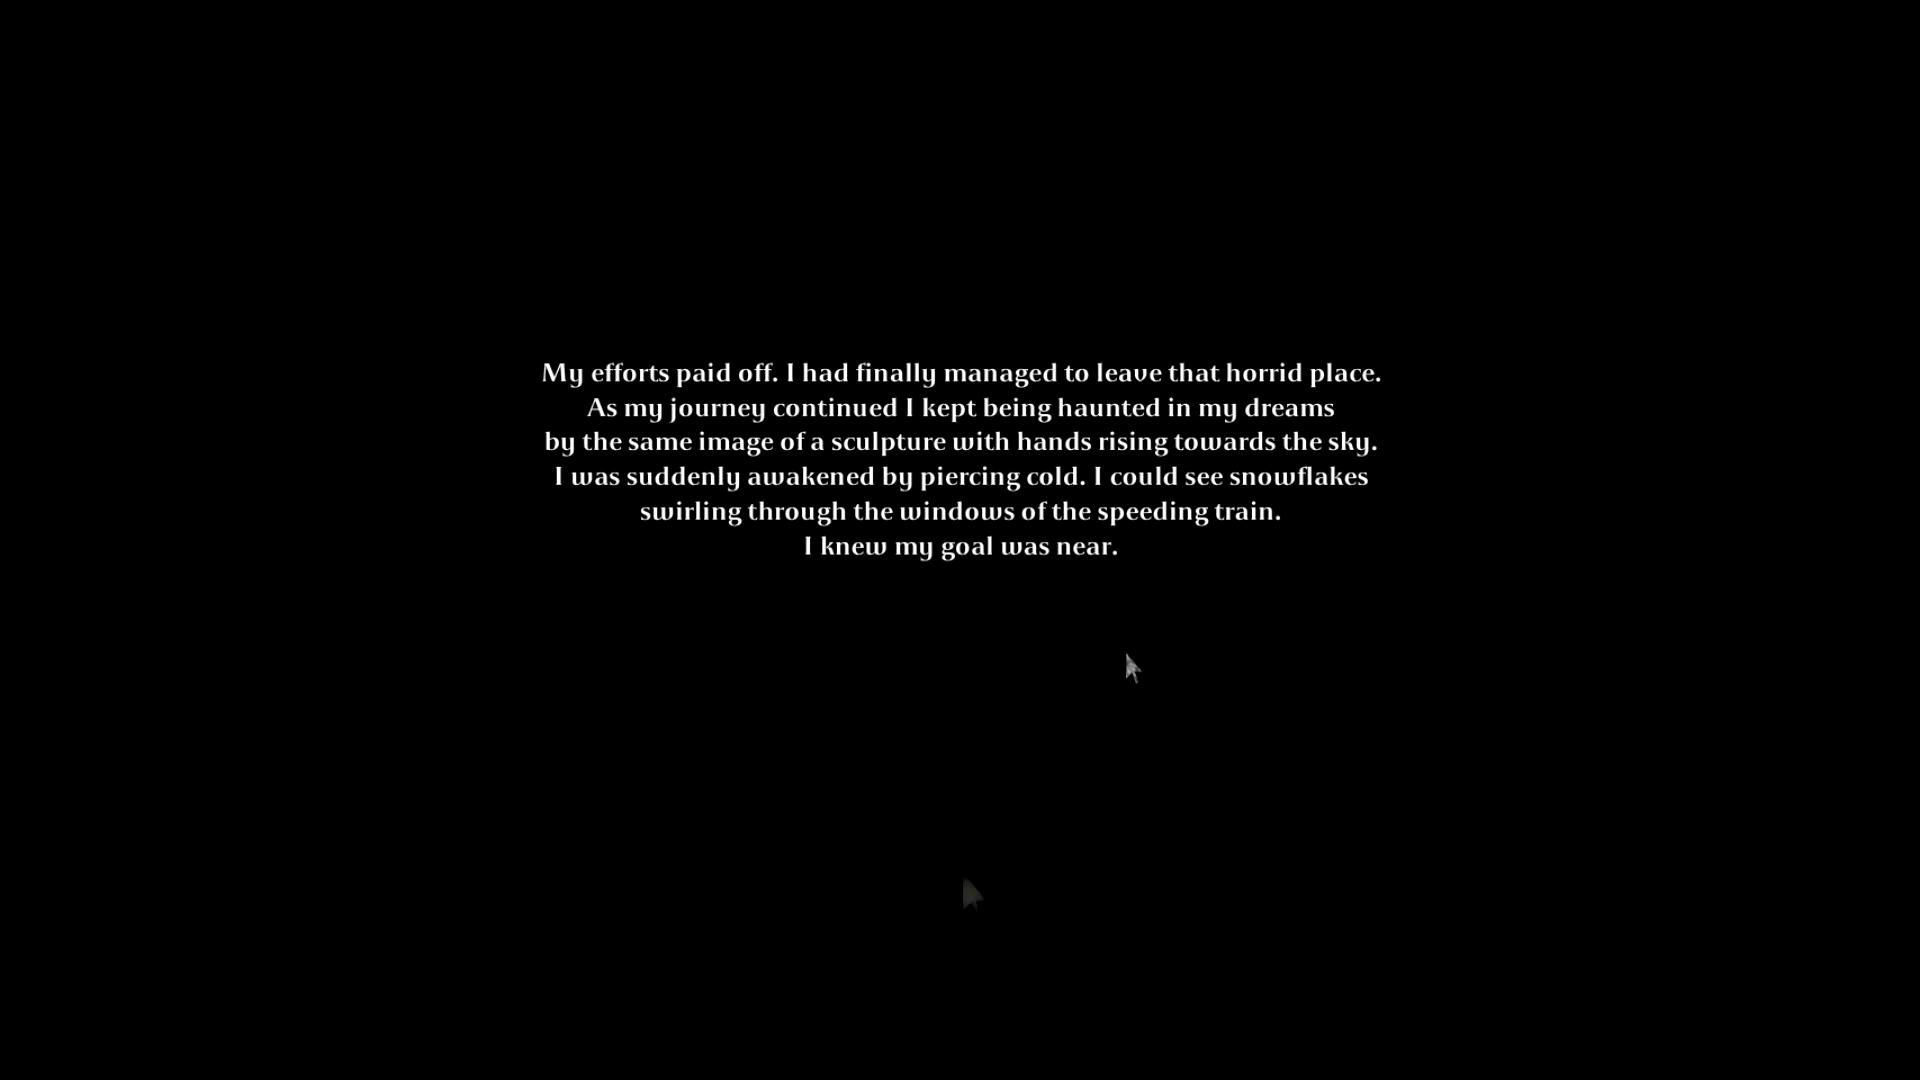 My efforts paid off. I had finally managed to leave that horrid place.
As my journey continued I kept being haunted in my dreams
by the same image of a sculpture with hands rising towards the sky.
I was suddenly awakened by piercing cold. I could see snowflakes
swirling through the windows of the speeding train.
I knew my goal was near.